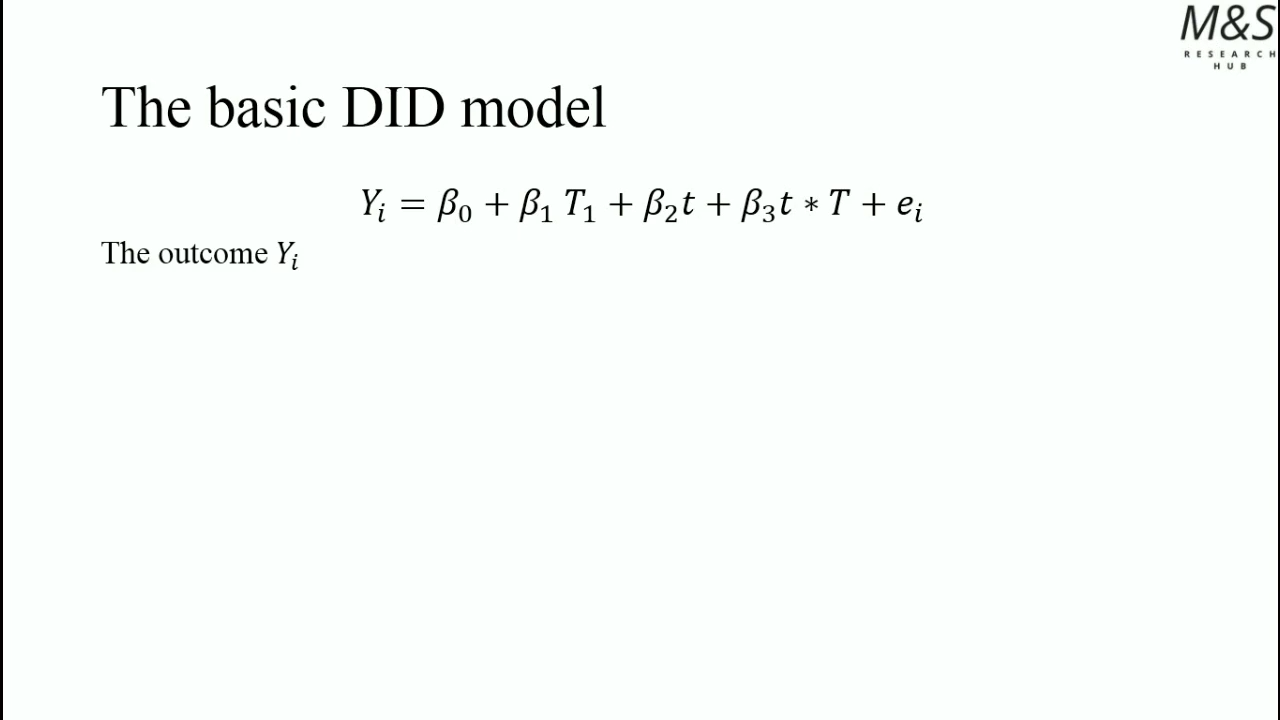 M&S
RESEARCH
HUB
The basic DID model
𝑌ᵢ = β₀ + β₁ T₁ + β₂t + β₃t ∗ T + eᵢ
The outcome 𝑌ᵢ